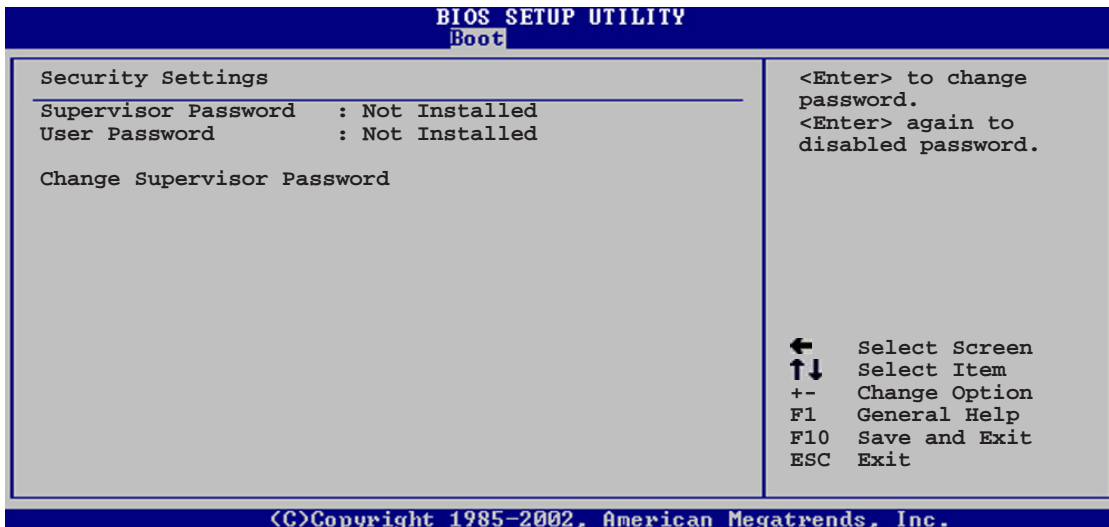 BIOS SETUP UTILITY
Boot
Security Settings
Supervisor Password : Not Installed
User Password : Not Installed
Change Supervisor Password
<Enter> to change
password.
<Enter> again to
disabled password.
← Select Screen
↑↓ Select Item
+- Change Option
F1 General Help
F10 Save and Exit
ESC Exit
(C)Copyright 1985-2002, American Megatrends, Inc.